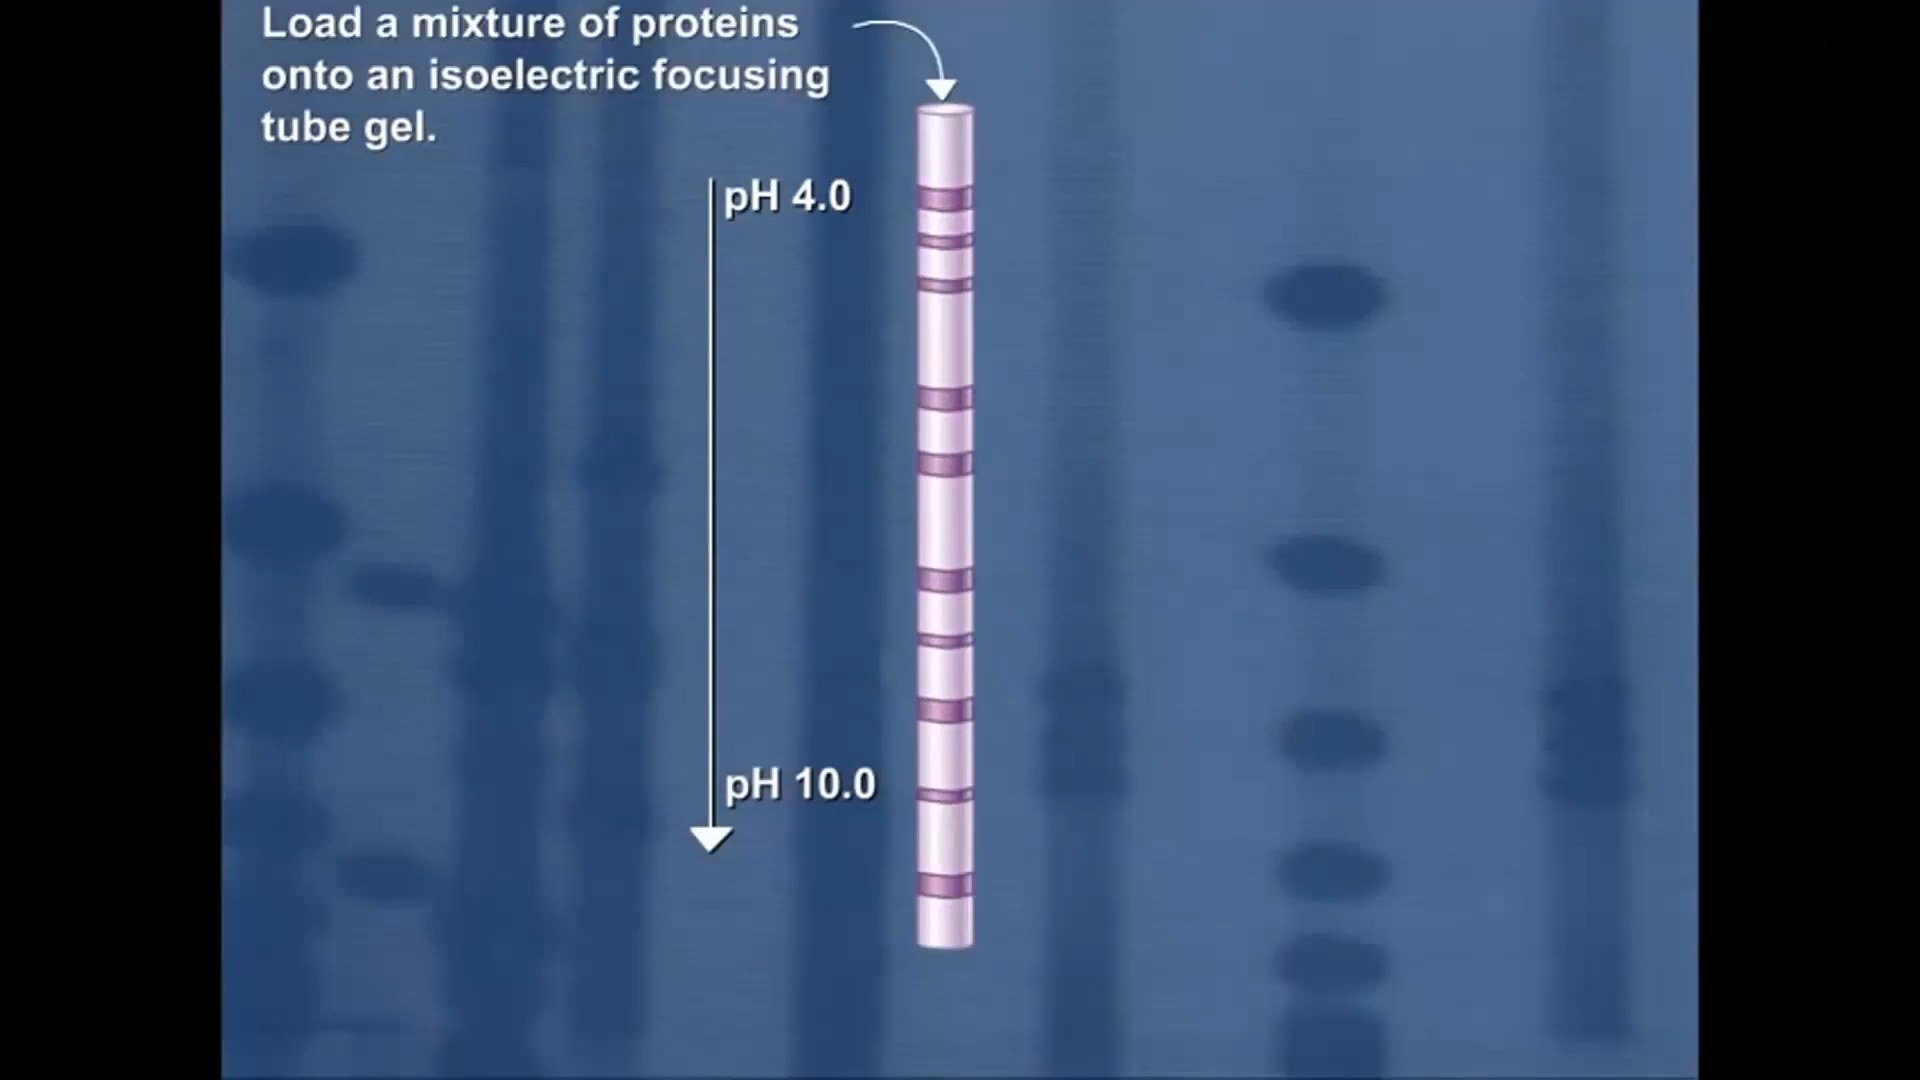 Load a mixture of proteins
onto an isoelectric focusing
tube gel.
pH 4.0
pH 10.0